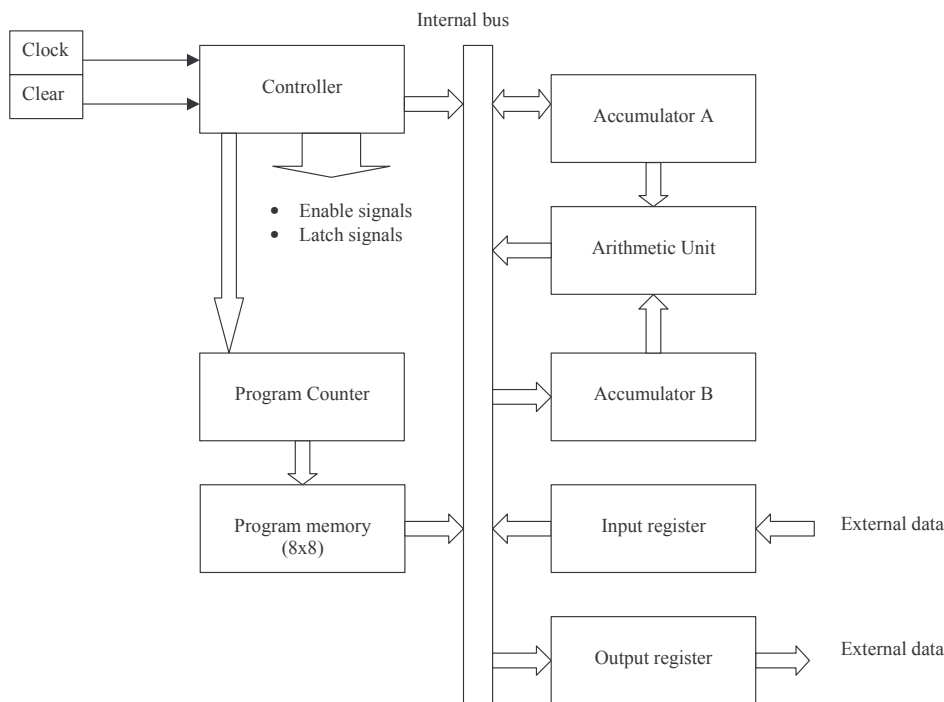 Internal bus
Clock
Clear
Controller
Accumulator A
• Enable signals
• Latch signals
Arithmetic Unit
Program Counter
Accumulator B
Program memory
(8x8)
Input register
External data
Output register
External data